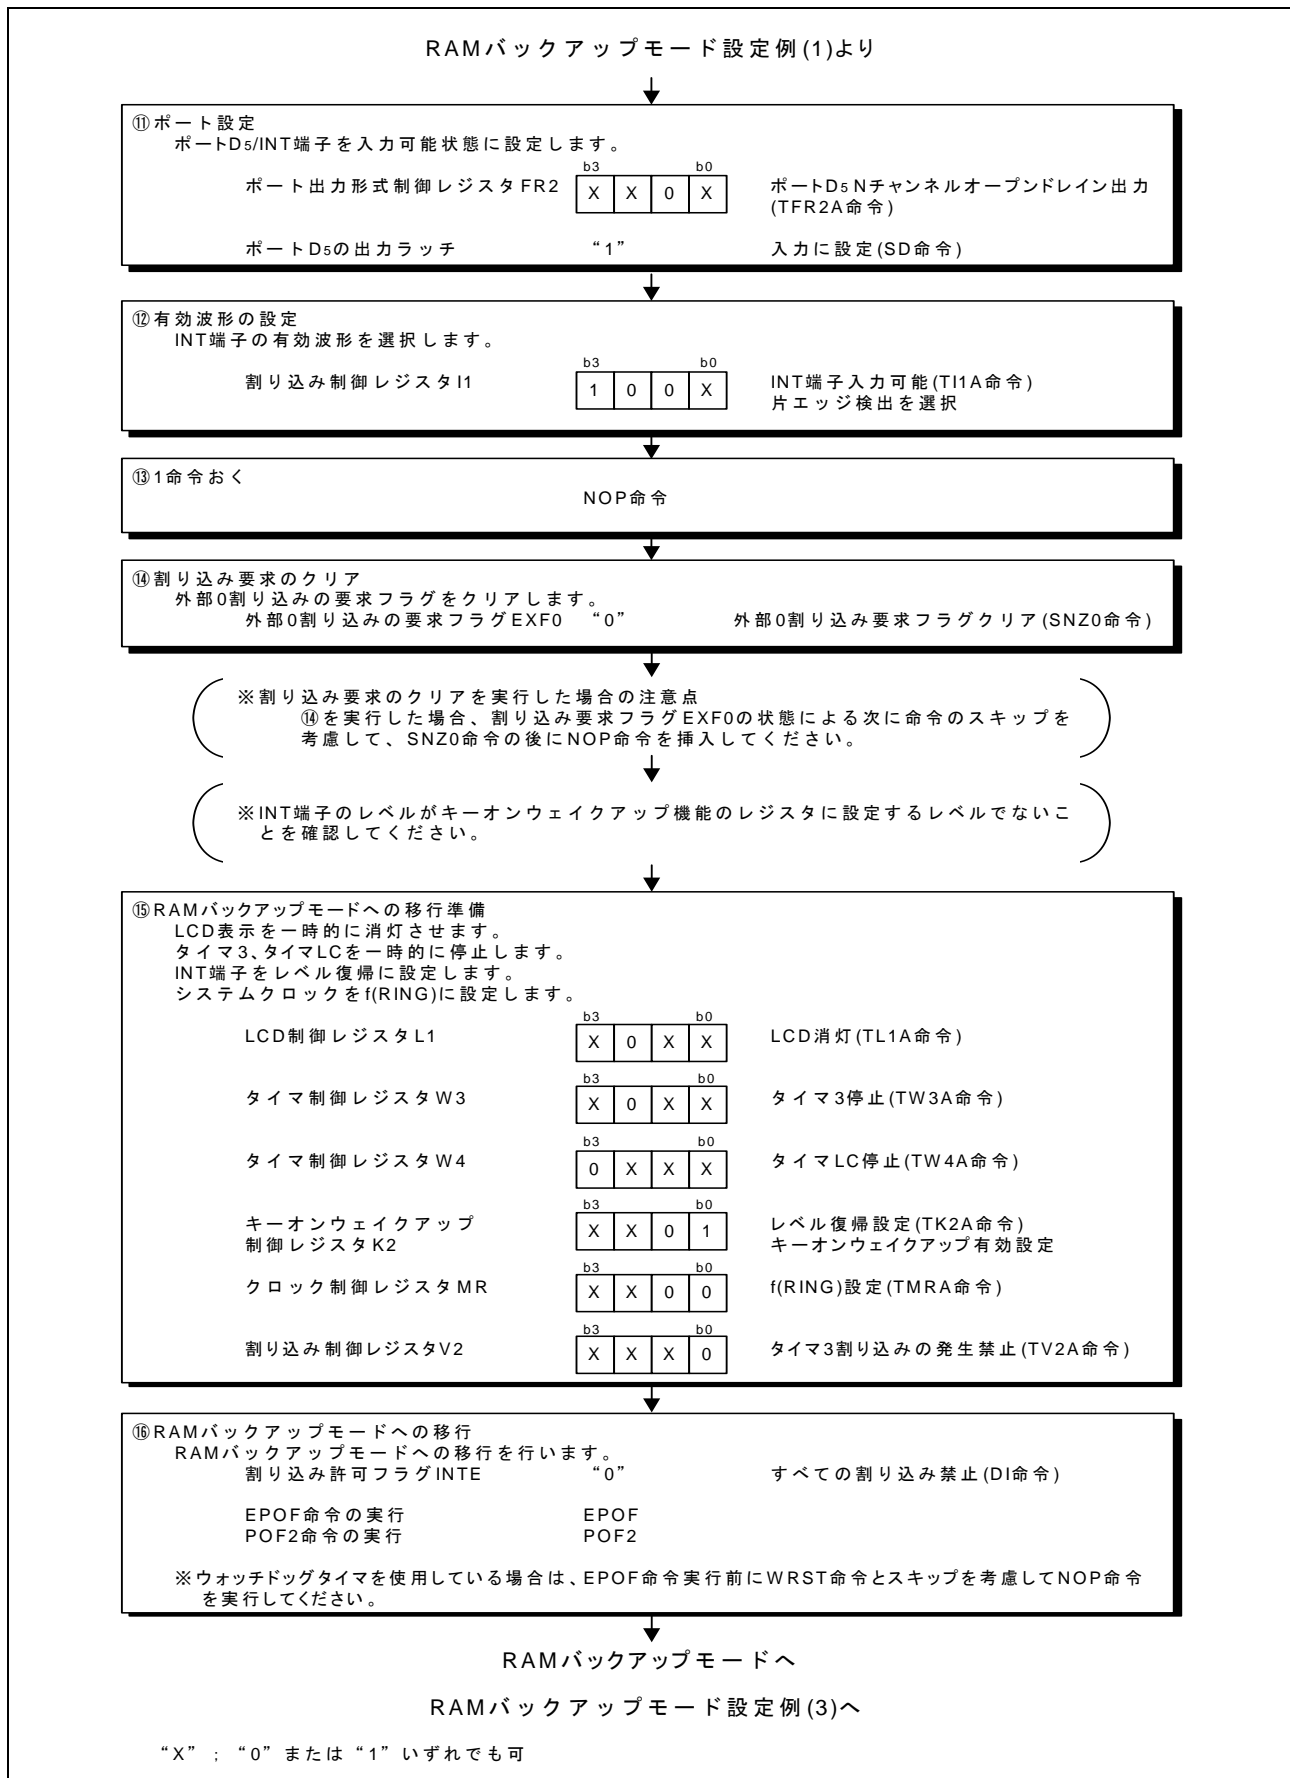 RAMバックアップモード設定例(1)より
⑪ポート設定
ポートD5/INT端子を入力可能状態に設定します。
b3 b0
ポート出力形式制御レジスタFR2 X X 0 X ポートD5 Nチャンネルオープンドレイン出力
(TFR2A命令)
ポートD5の出力ラッチ “1” 入力に設定(SD命令)
⑫有効波形の設定
INT端子の有効波形を選択します。
b3 b0
割り込み制御レジスタI1 1 0 0 X INT端子入力可能(TI1A命令)
片エッジ検出を選択
⑬1命令おく
NOP命令
⑭割り込み要求のクリア
外部0割り込みの要求フラグをクリアします。
外部0割り込みの要求フラグEXF0 “0” 外部0割り込み要求フラグクリア(SNZ0命令)
※割り込み要求のクリアを実行した場合の注意点
⑭を実行した場合、割り込み要求フラグEXF0の状態による次に命令のスキップを
考慮して、SNZ0命令の後にNOP命令を挿入してください。
※INT端子のレベルがキーオンウェイクアップ機能のレジスタに設定するレベルでないこ
とを確認してください。
⑮RAMバックアップモードへの移行準備
LCD表示を一時的に消灯させます。
タイマ3、タイマLCを一時的に停止します。
INT端子をレベル復帰に設定します。
システムクロックをf(RING)に設定します。
b3 b0
LCD制御レジスタL1 X 0 X X LCD消灯(TL1A命令)
b3 b0
タイマ制御レジスタW3 X 0 X X タイマ3停止(TW3A命令)
b3 b0
タイマ制御レジスタW4 0 X X X タイマLC停止(TW4A命令)
b3 b0
キーオンウェイクアップ X X 0 1 レベル復帰設定(TK2A命令)
制御レジスタK2 キーオンウェイクアップ有効設定
b3 b0
クロック制御レジスタMR X X 0 0 f(RING)設定(TMRA命令)
b3 b0
割り込み制御レジスタV2 X X X 0 タイマ3割り込みの発生禁止(TV2A命令)
⑯RAMバックアップモードへの移行
RAMバックアップモードへの移行を行います。
割り込み許可フラグINTE “0” すべての割り込み禁止(DI命令)
EPOF命令の実行 EPOF
POF2命令の実行 POF2
※ウォッチドッグタイマを使用している場合は、EPOF命令実行前にWRST命令とスキップを考慮してNOP命令
を実行してください。
RAMバックアップモードへ
RAMバックアップモード設定例(3)へ
“X” ; “0” または “1” いずれでも可